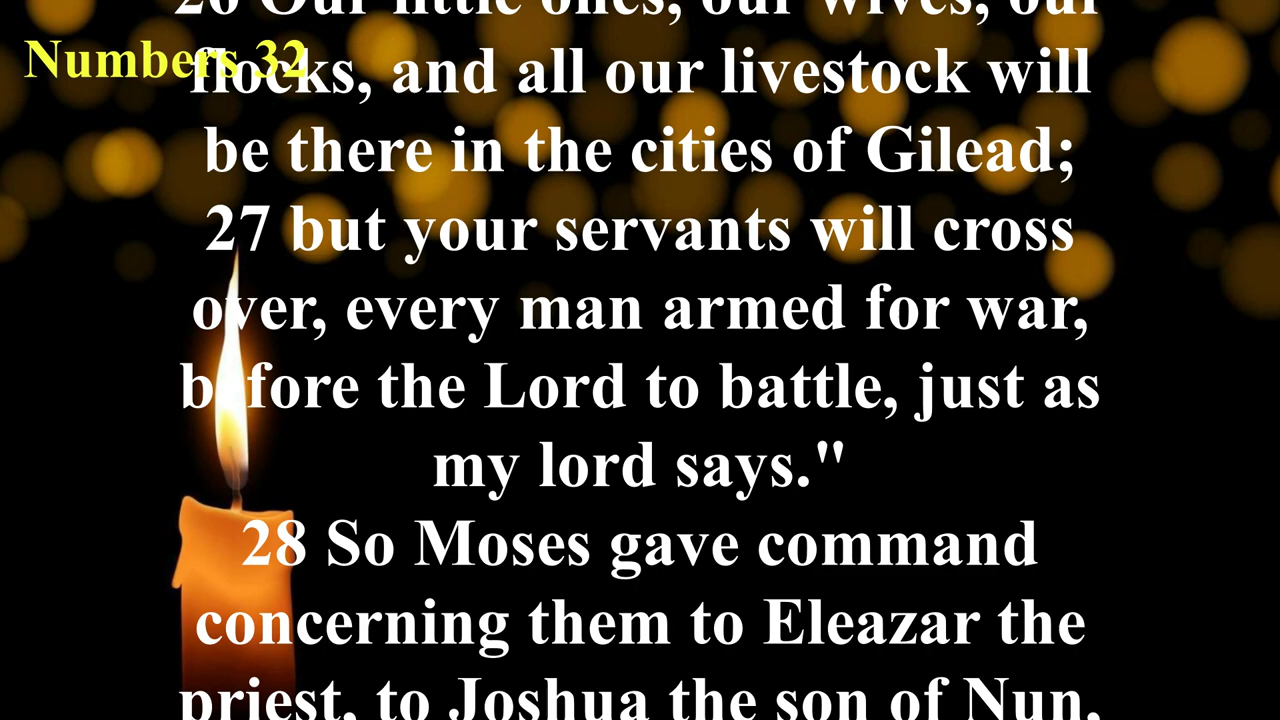 Numbers 32
26 Our little ones, our wives, our
flocks, and all our livestock will
be there in the cities of Gilead;
27 but your servants will cross
over, every man armed for war,
before the Lord to battle, just as
my lord says."
28 So Moses gave command
concerning them to Eleazar the
priest, to Joshua the son of Nun,